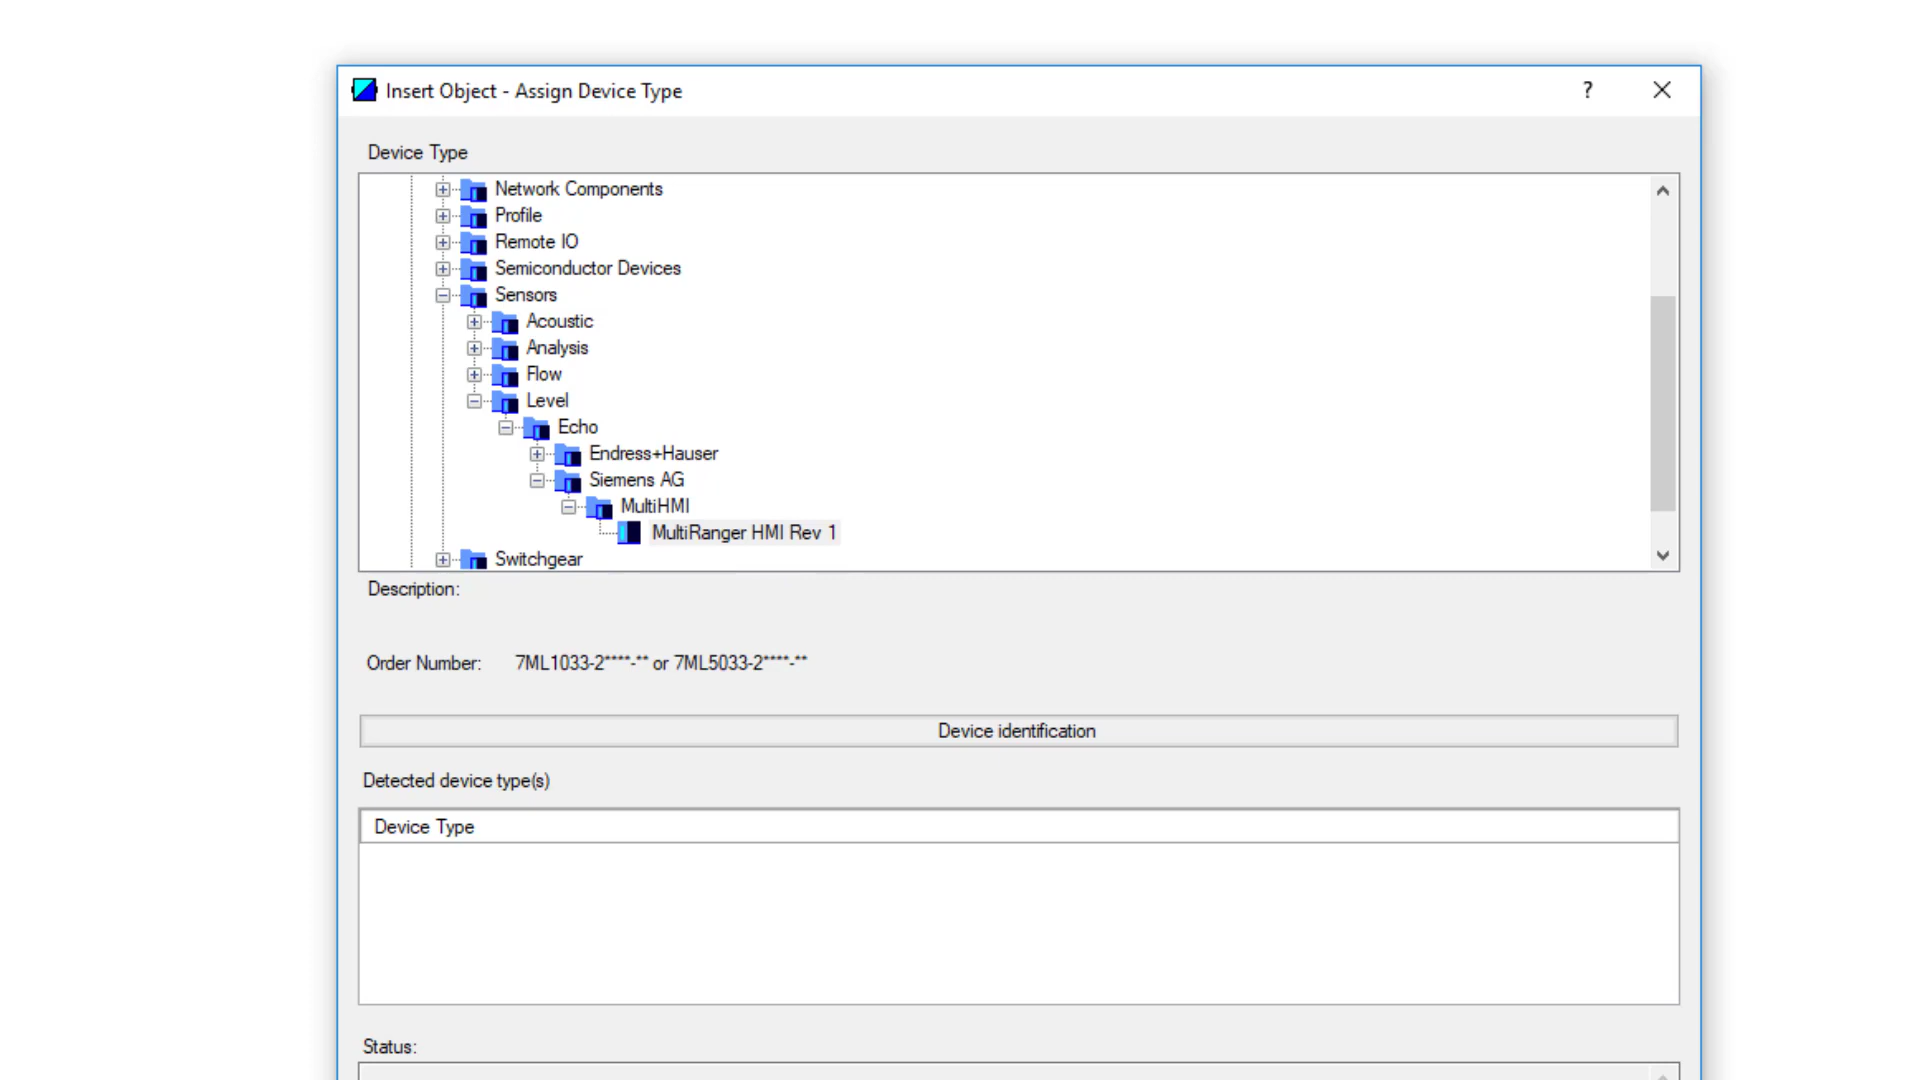 Insert Object - Assign Device Type
?
Device Type
Network Components
Profile
Remote IO
Semiconductor Devices
Sensors
Acoustic
Analysis
Flow
Level
Echo
Endress+Hauser
Siemens AG
MultiHMI
MultiRanger HMI Rev 1
Switchgear
Description:
Order Number: 7ML1033-2****-** or 7ML5033-2****-**
Device identification
Detected device type(s)
Device Type
Status: